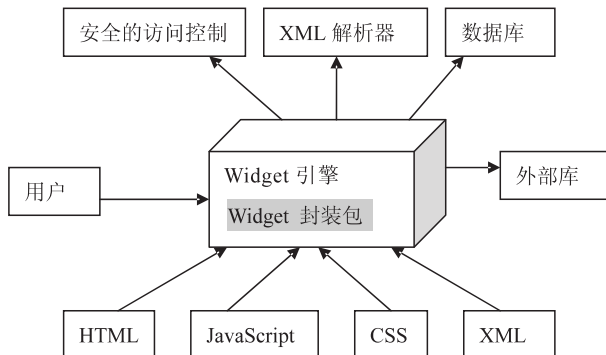 安全的访问控制
XML 解析器
数据库
用户
Widget 引擎
Widget 封装包
外部库
HTML
JavaScript
CSS
XML